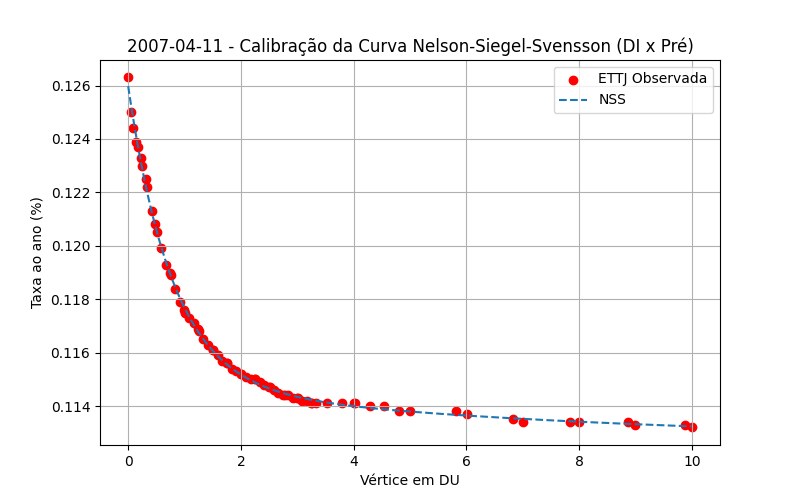 2007-04-11 - Calibração da Curva Nelson-Siegel-Svensson (DI x Pré)
ETTJ Observada
NSS
Taxa ao ano (%)
0.126
0.124
0.122
0.120
0.118
0.116
0.114
0 2 4 6 8 10
Vértice em DU